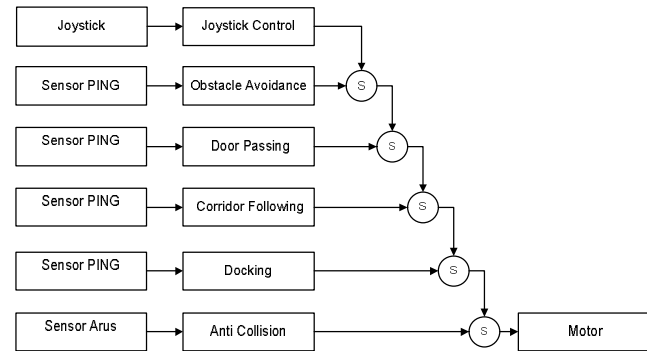 Joystick
Joystick Control
Sensor PING
Obstacle Avoidance
S
Sensor PING
Door Passing
S
Sensor PING
Corridor Following
S
Sensor PING
Docking
S
Sensor Arus
Anti Collision
S
Motor